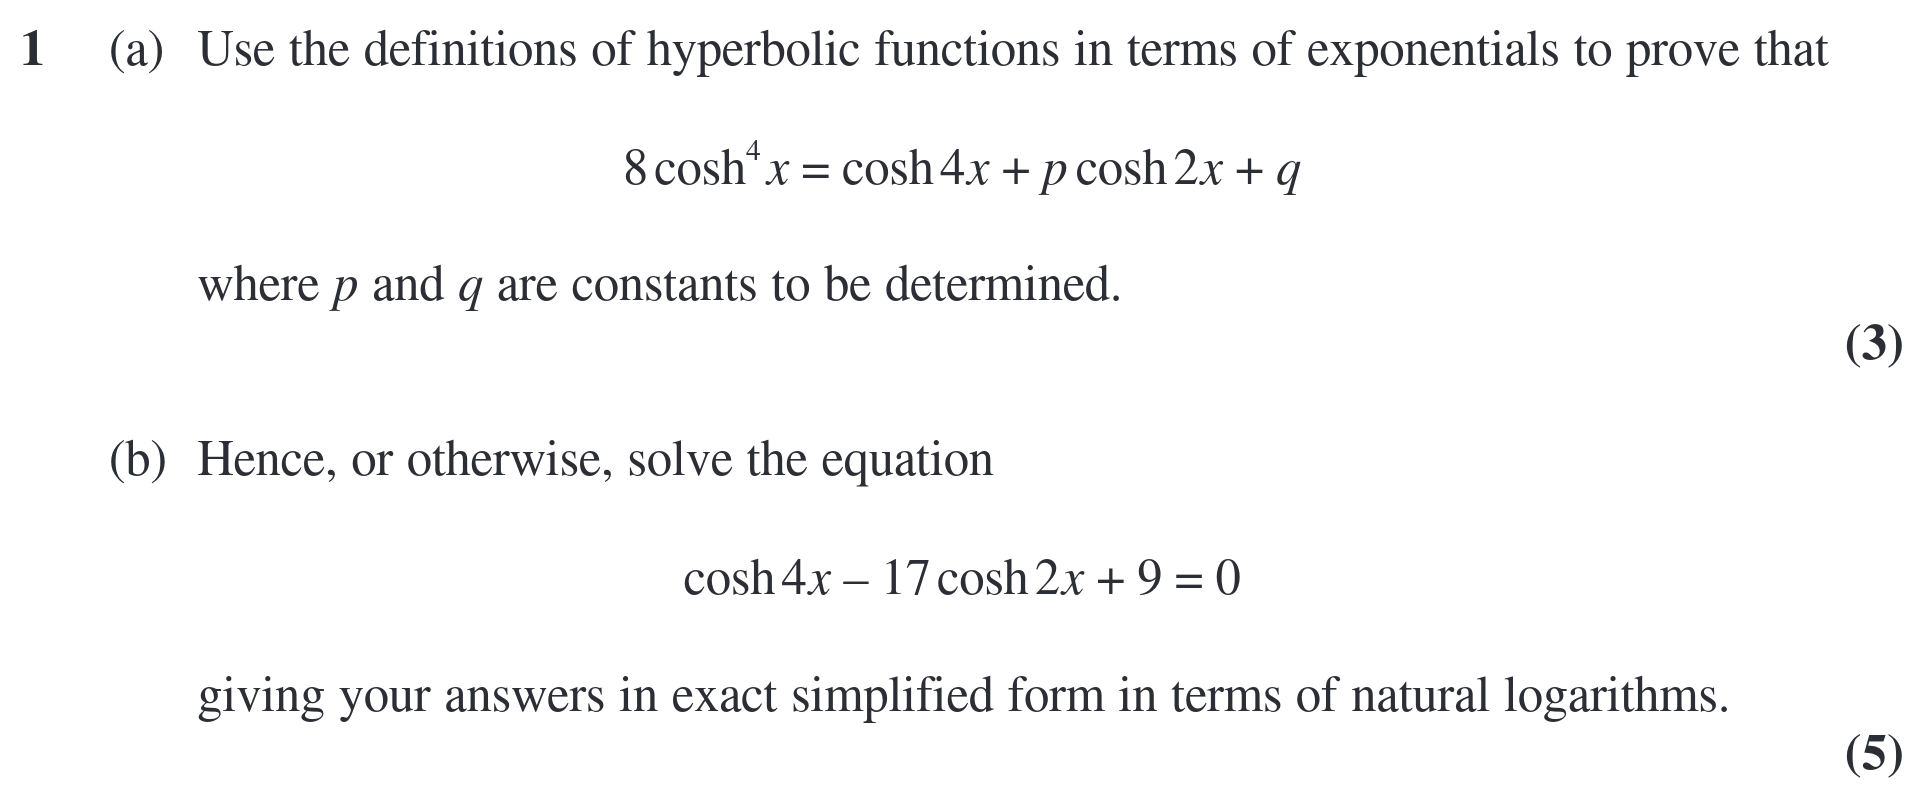 1 (a) Use the definitions of hyperbolic functions in terms of exponentials to prove that
8 cosh⁴ x = cosh 4x + p cosh 2x + q
where p and q are constants to be determined.
(3)
(b) Hence, or otherwise, solve the equation
cosh 4x – 17 cosh 2x + 9 = 0
giving your answers in exact simplified form in terms of natural logarithms.
(5)